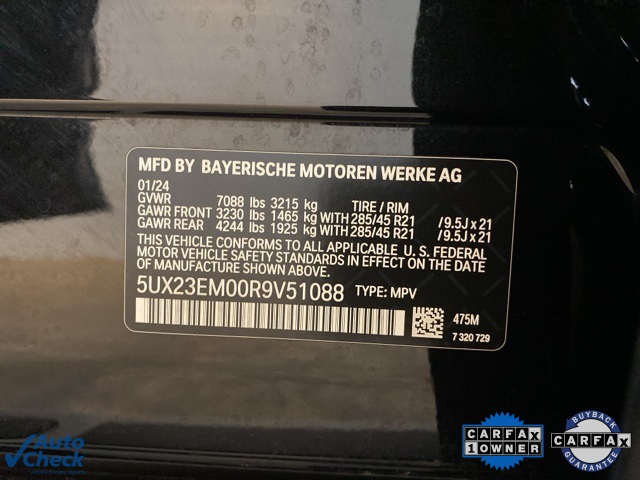 MFD BY BAYERISCHE MOTOREN WERKE AG
01/24
GVWR 7088 lbs 3215 kg TIRE / RIM
GAWR FRONT 3230 lbs 1465 kg WITH 285/45 R21 / 9.5J x 21
GAWR REAR 4244 lbs 1925 kg WITH 285/45 R21 / 9.5J x 21
THIS VEHICLE CONFORMS TO ALL APPLICABLE U.S. FEDERAL
MOTOR VEHICLE SAFETY STANDARDS IN EFFECT ON THE
DATE OF MANUFACTURE SHOWN ABOVE.
5UX23EM00R9V51088 TYPE: MPV
475M
7 320 729
Auto
Check
CARFAX
1 OWNER
BUYBACK
CARFAX
GUARANTEE